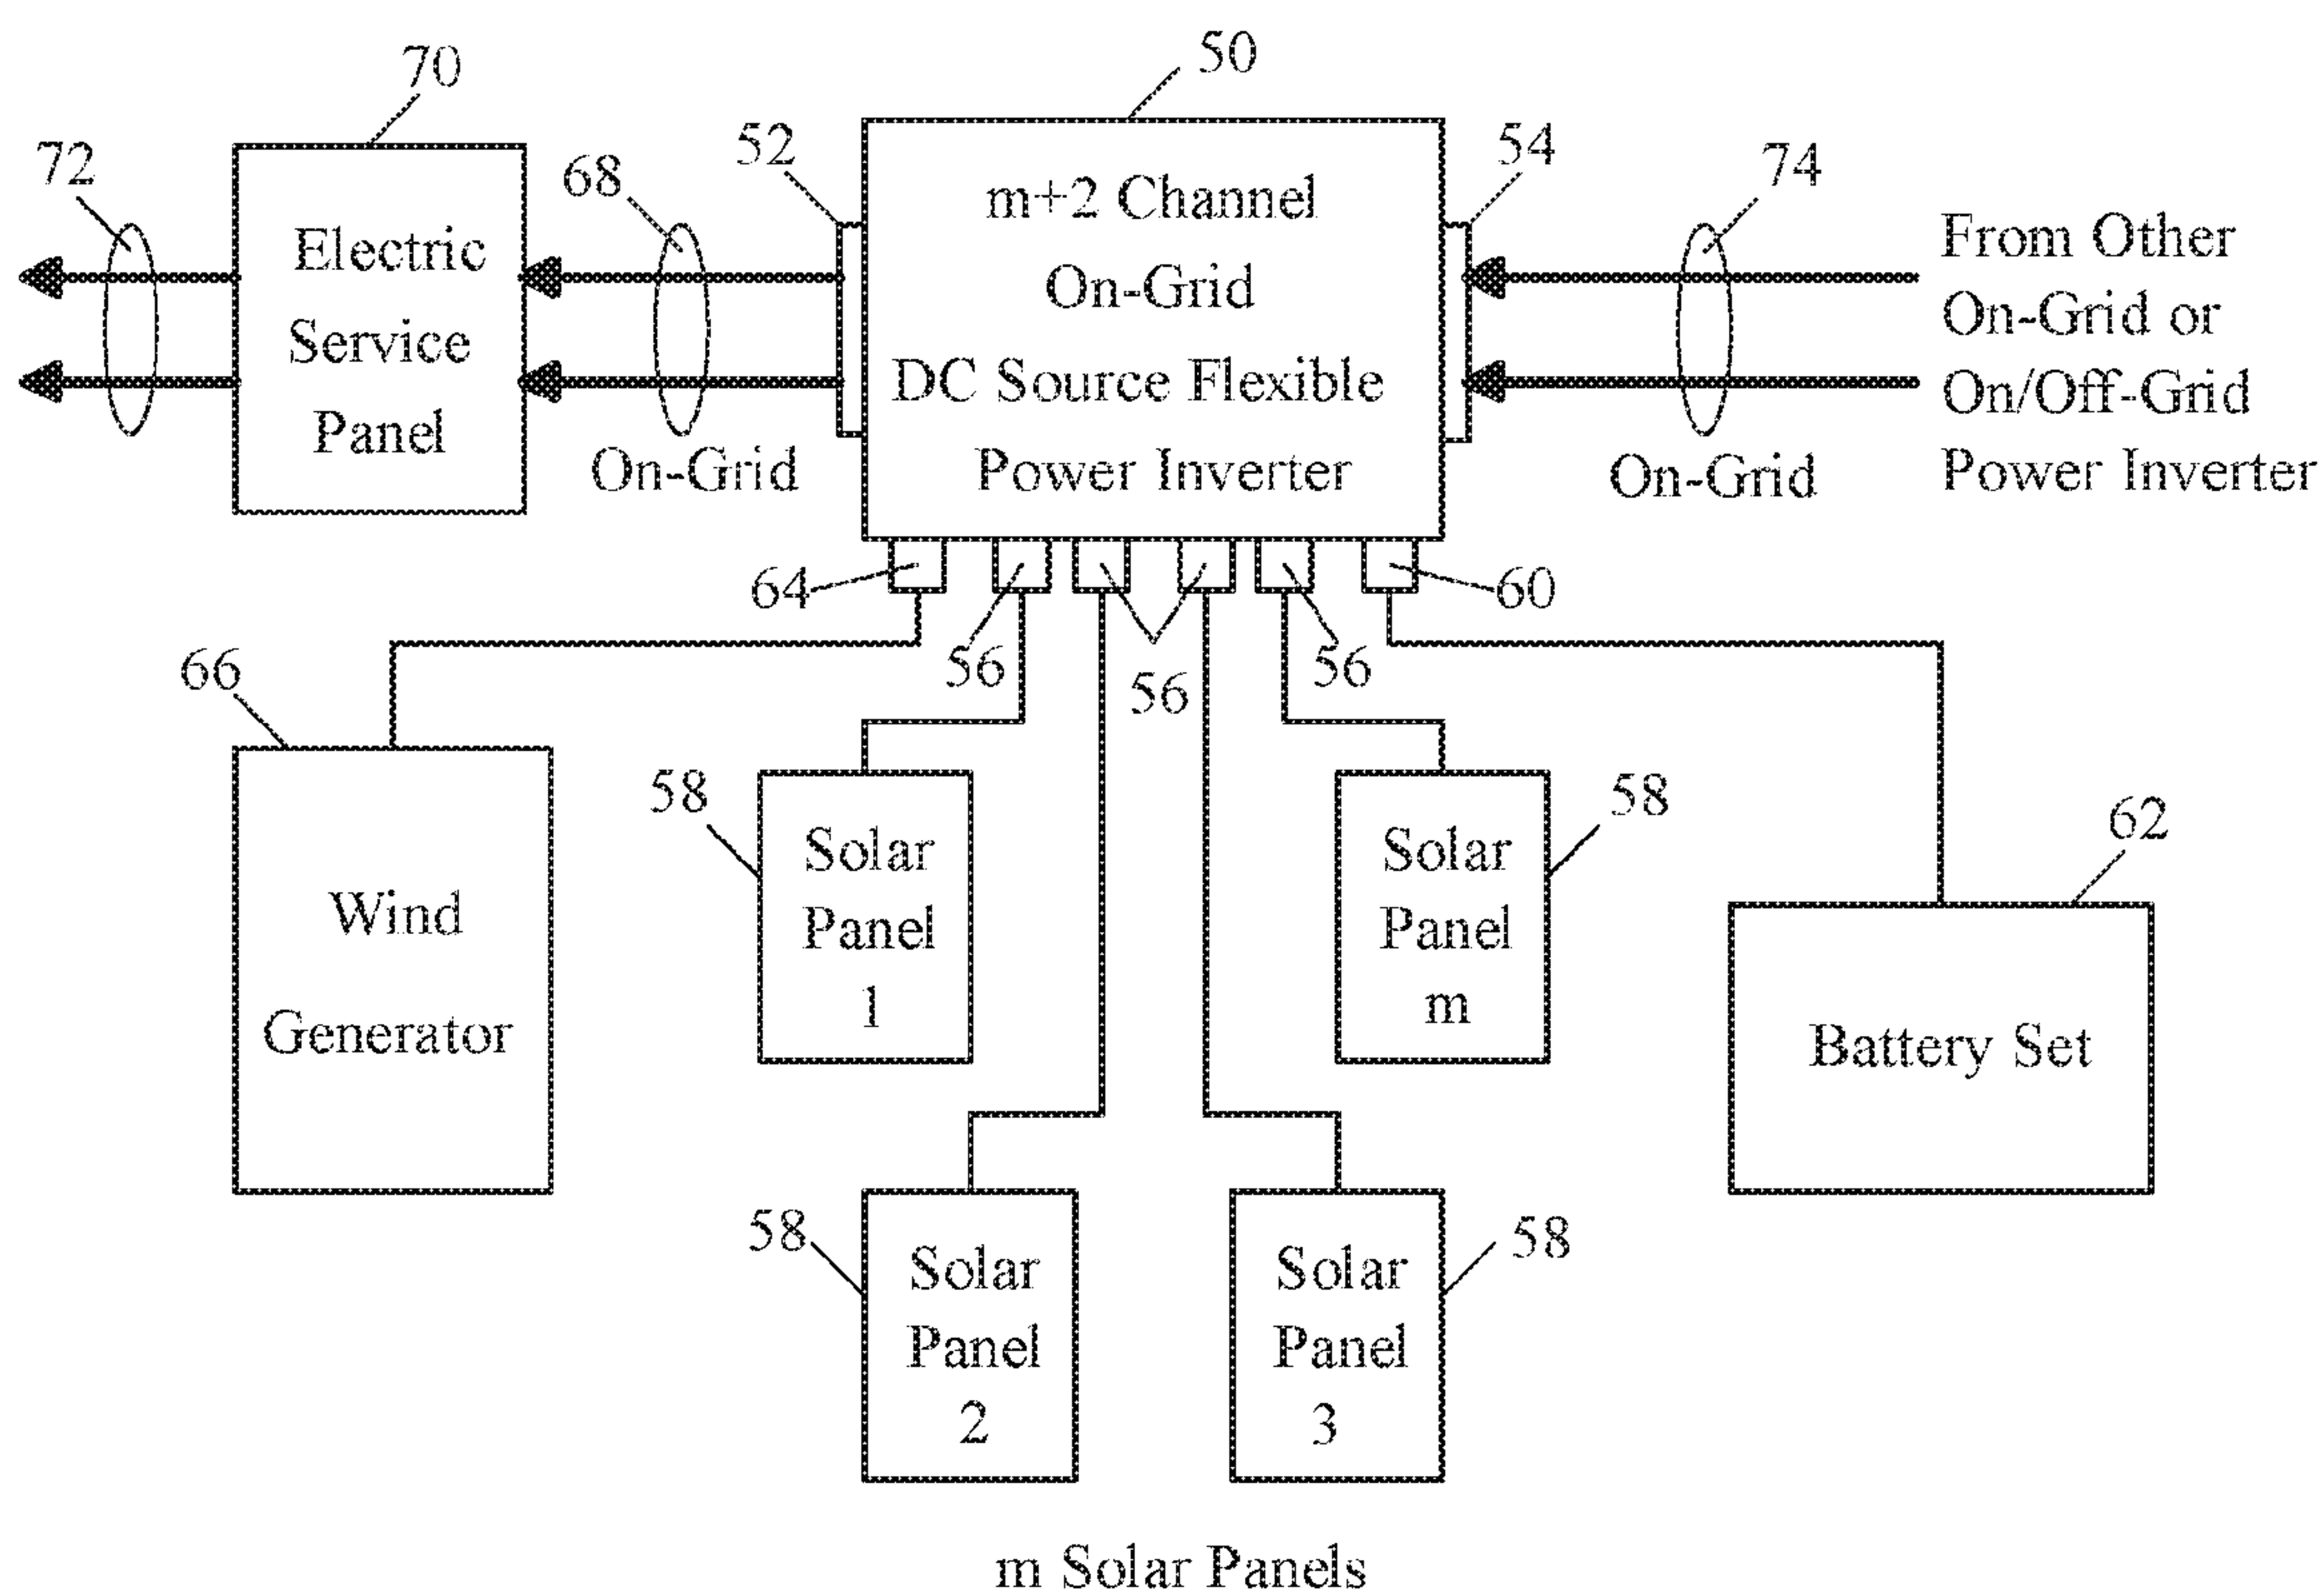 70
50
72
68
52
54
74
Electric
Service
Panel
On-Grid
m+2 Channel
On-Grid
DC Source Flexible
Power Inverter
On-Grid
From Other
On-Grid or
On/Off-Grid
Power Inverter
64
56
56
56
60
66
Wind
Generator
58
Solar
Panel
1
58
Solar
Panel
m
62
Battery Set
58
Solar
Panel
2
58
Solar
Panel
3
m Solar Panels